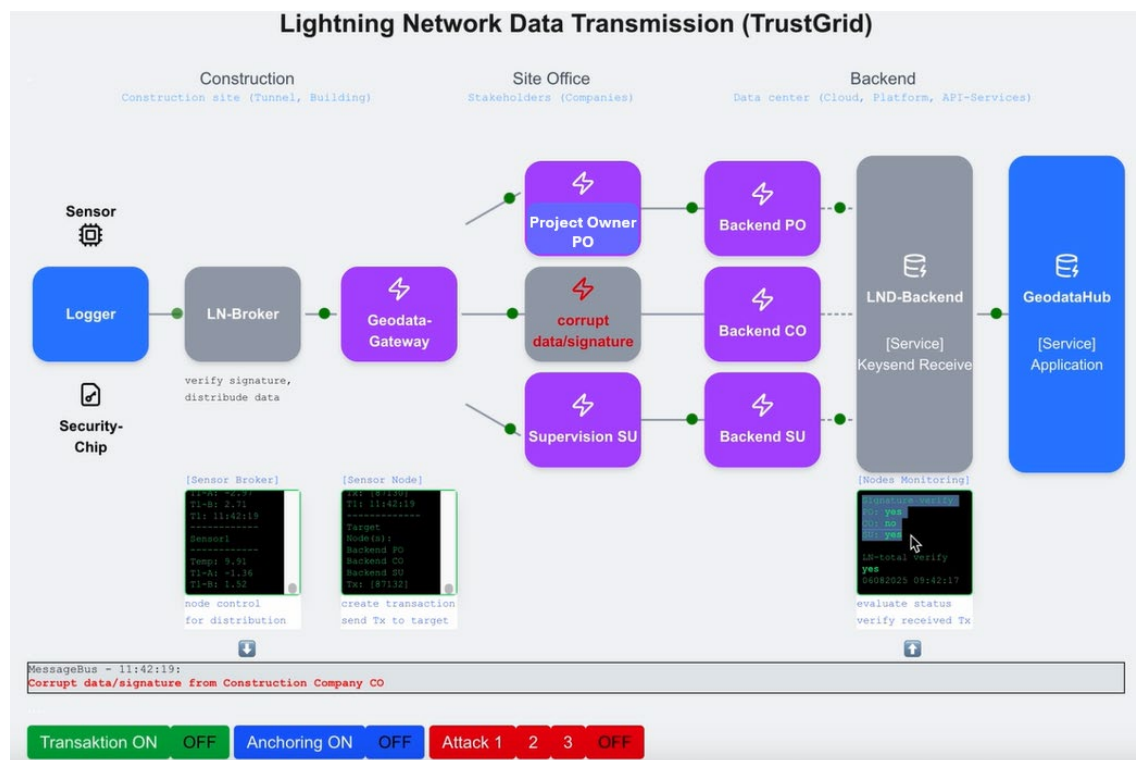 Lightning Network Data Transmission (TrustGrid)
Construction
Construction site (Tunnel, Building)
Site Office
Stakeholders (Companies)
Backend
Data center (Cloud, Platform, API-Services)
Sensor
Logger
Security-
Chip
LN-Broker
verify signature,
distribude data
Geodata-
Gateway
Project Owner
PO
corrupt
data/signature
Supervision SU
Backend PO
Backend CO
Backend SU
LND-Backend
[Service]
Keysend Receive
GeodataHub
[Service]
Application
[Sensor Broker]
T1-A: -2.97
T1-B: 2.71
T1: 11:42:19
------------
Sensor1
------------
Temp: 9.91
T1-A: -1.36
T1-B: 1.52
node control
for distribution
[Sensor Node]
Tx: [87130]
T1: 11:42:19
-------------
Target
Node(s):
Backend PO
Backend CO
Backend SU
Tx: [87132]
create transaction
send Tx to target
[Nodes Monitoring]
Signature verify
PO: yes
CO: no
SU: yes
LN-total verify
yes
06082025 09:42:17
evaluate status
verify received Tx
MessageBus - 11:42:19:
Corrupt data/signature from Construction Company CO
Transaktion ON OFF Anchoring ON OFF Attack 1 2 3 OFF